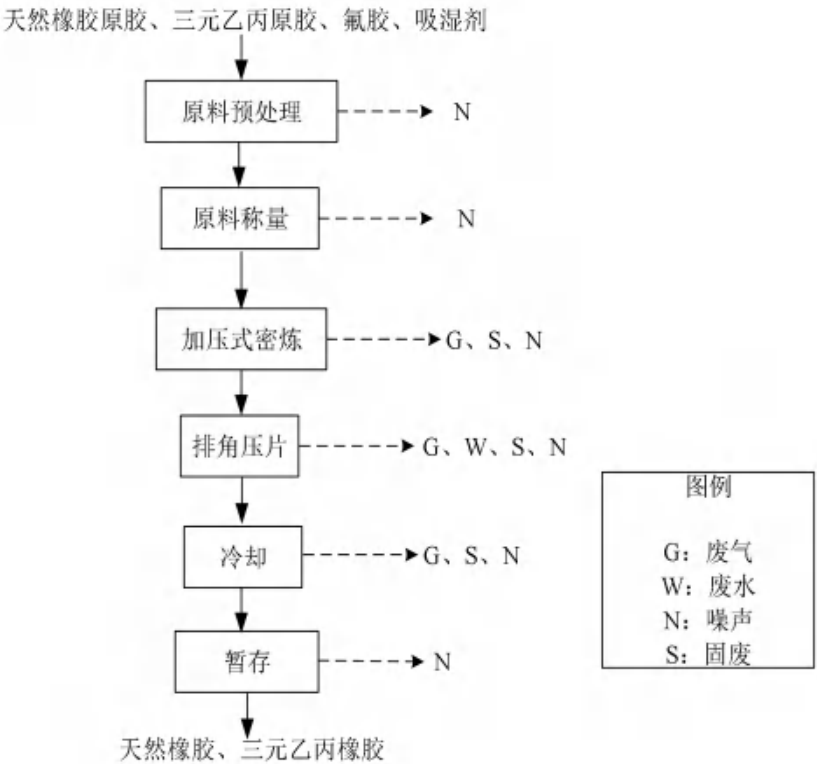 天然橡胶原胶、三元乙丙原胶、氟胶、吸湿剂
原料预处理
N
原料称量
N
加压式密炼
G、S、N
排角压片
G、W、S、N
冷却
G、S、N
暂存
N
天然橡胶、三元乙丙橡胶
图例
G：废气
W：废水
N：噪声
S：固废